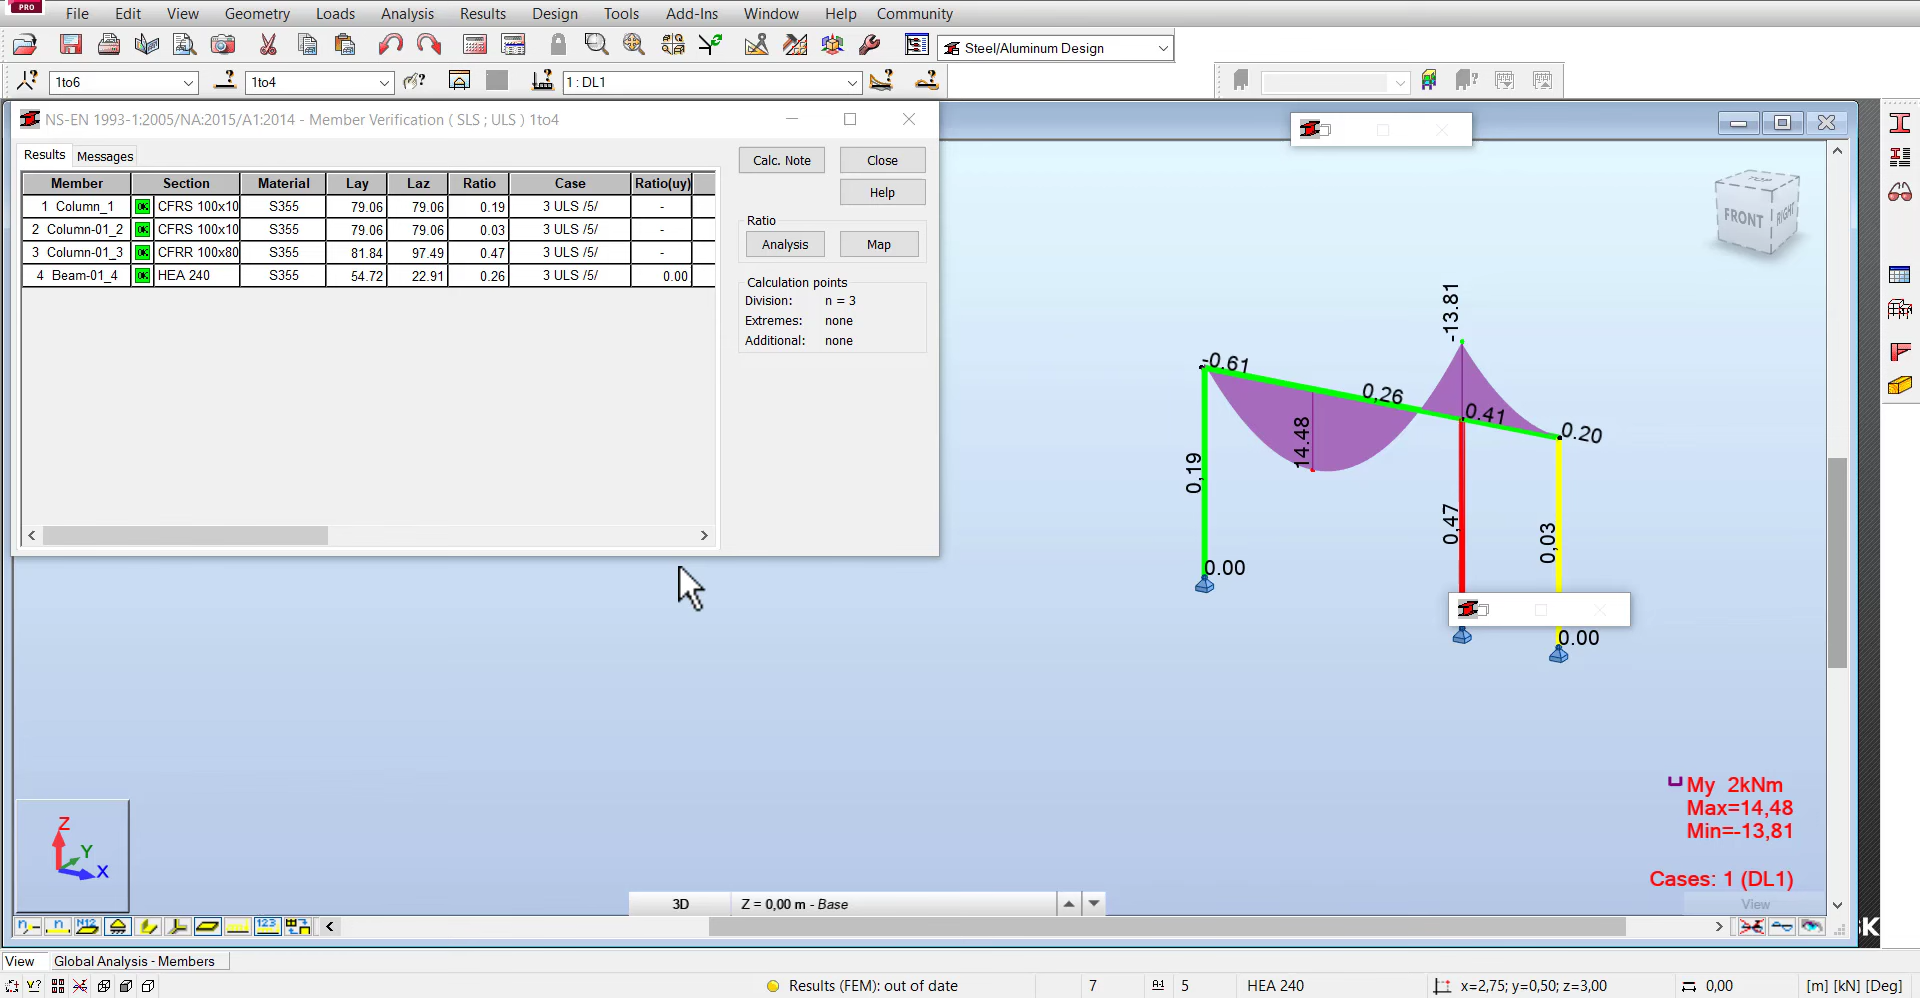 PRO
File Edit View Geometry Loads Analysis Results Design Tools Add-Ins Window Help Community
Steel/Aluminum Design
1to6
1to4
1 : DL1
NS-EN 1993-1:2005/NA:2015/A1:2014 - Member Verification ( SLS ; ULS ) 1to4
Results Messages
Calc. Note Close
Help
Member Section Material Lay Laz Ratio Case Ratio(uy)
1 Column_1 OK CFRS 100x10 S355 79.06 79.06 0.19 3 ULS /5/ -
2 Column-01_2 OK CFRS 100x10 S355 79.06 79.06 0.03 3 ULS /5/ -
3 Column-01_3 OK CFRR 100x80 S355 81.84 97.49 0.47 3 ULS /5/ -
4 Beam-01_4 OK HEA 240 S355 54.72 22.91 0.26 3 ULS /5/ 0.00
Ratio
Analysis Map
Calculation points
Division: n = 3
Extremes: none
Additional: none
TOP
FRONT
RIGHT
-13.81
-0.61
0,26
0.41
0.20
14.48
0,19
0,47
0,03
0.00
0.00
My 2kNm
Max=14,48
Min=-13,81
Cases: 1 (DL1)
Z
Y
X
3D Z = 0,00 m - Base
View
View Global Analysis - Members
Results (FEM): out of date 7 5 HEA 240 x=2,75; y=0,50; z=3,00 0,00 [m] [kN] [Deg]